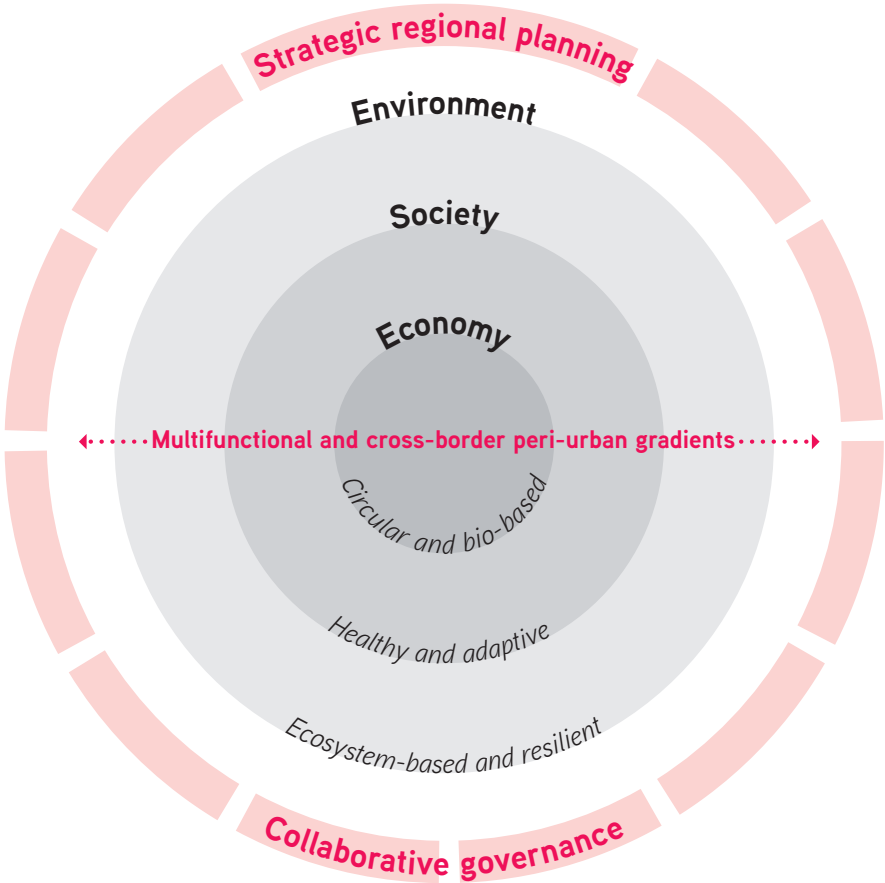 Strategic regional planning
Environment
Society
Economy
Multifunctional and cross-border peri-urban gradients
Circular and bio-based
Healthy and adaptive
Ecosystem-based and resilient
Collaborative governance